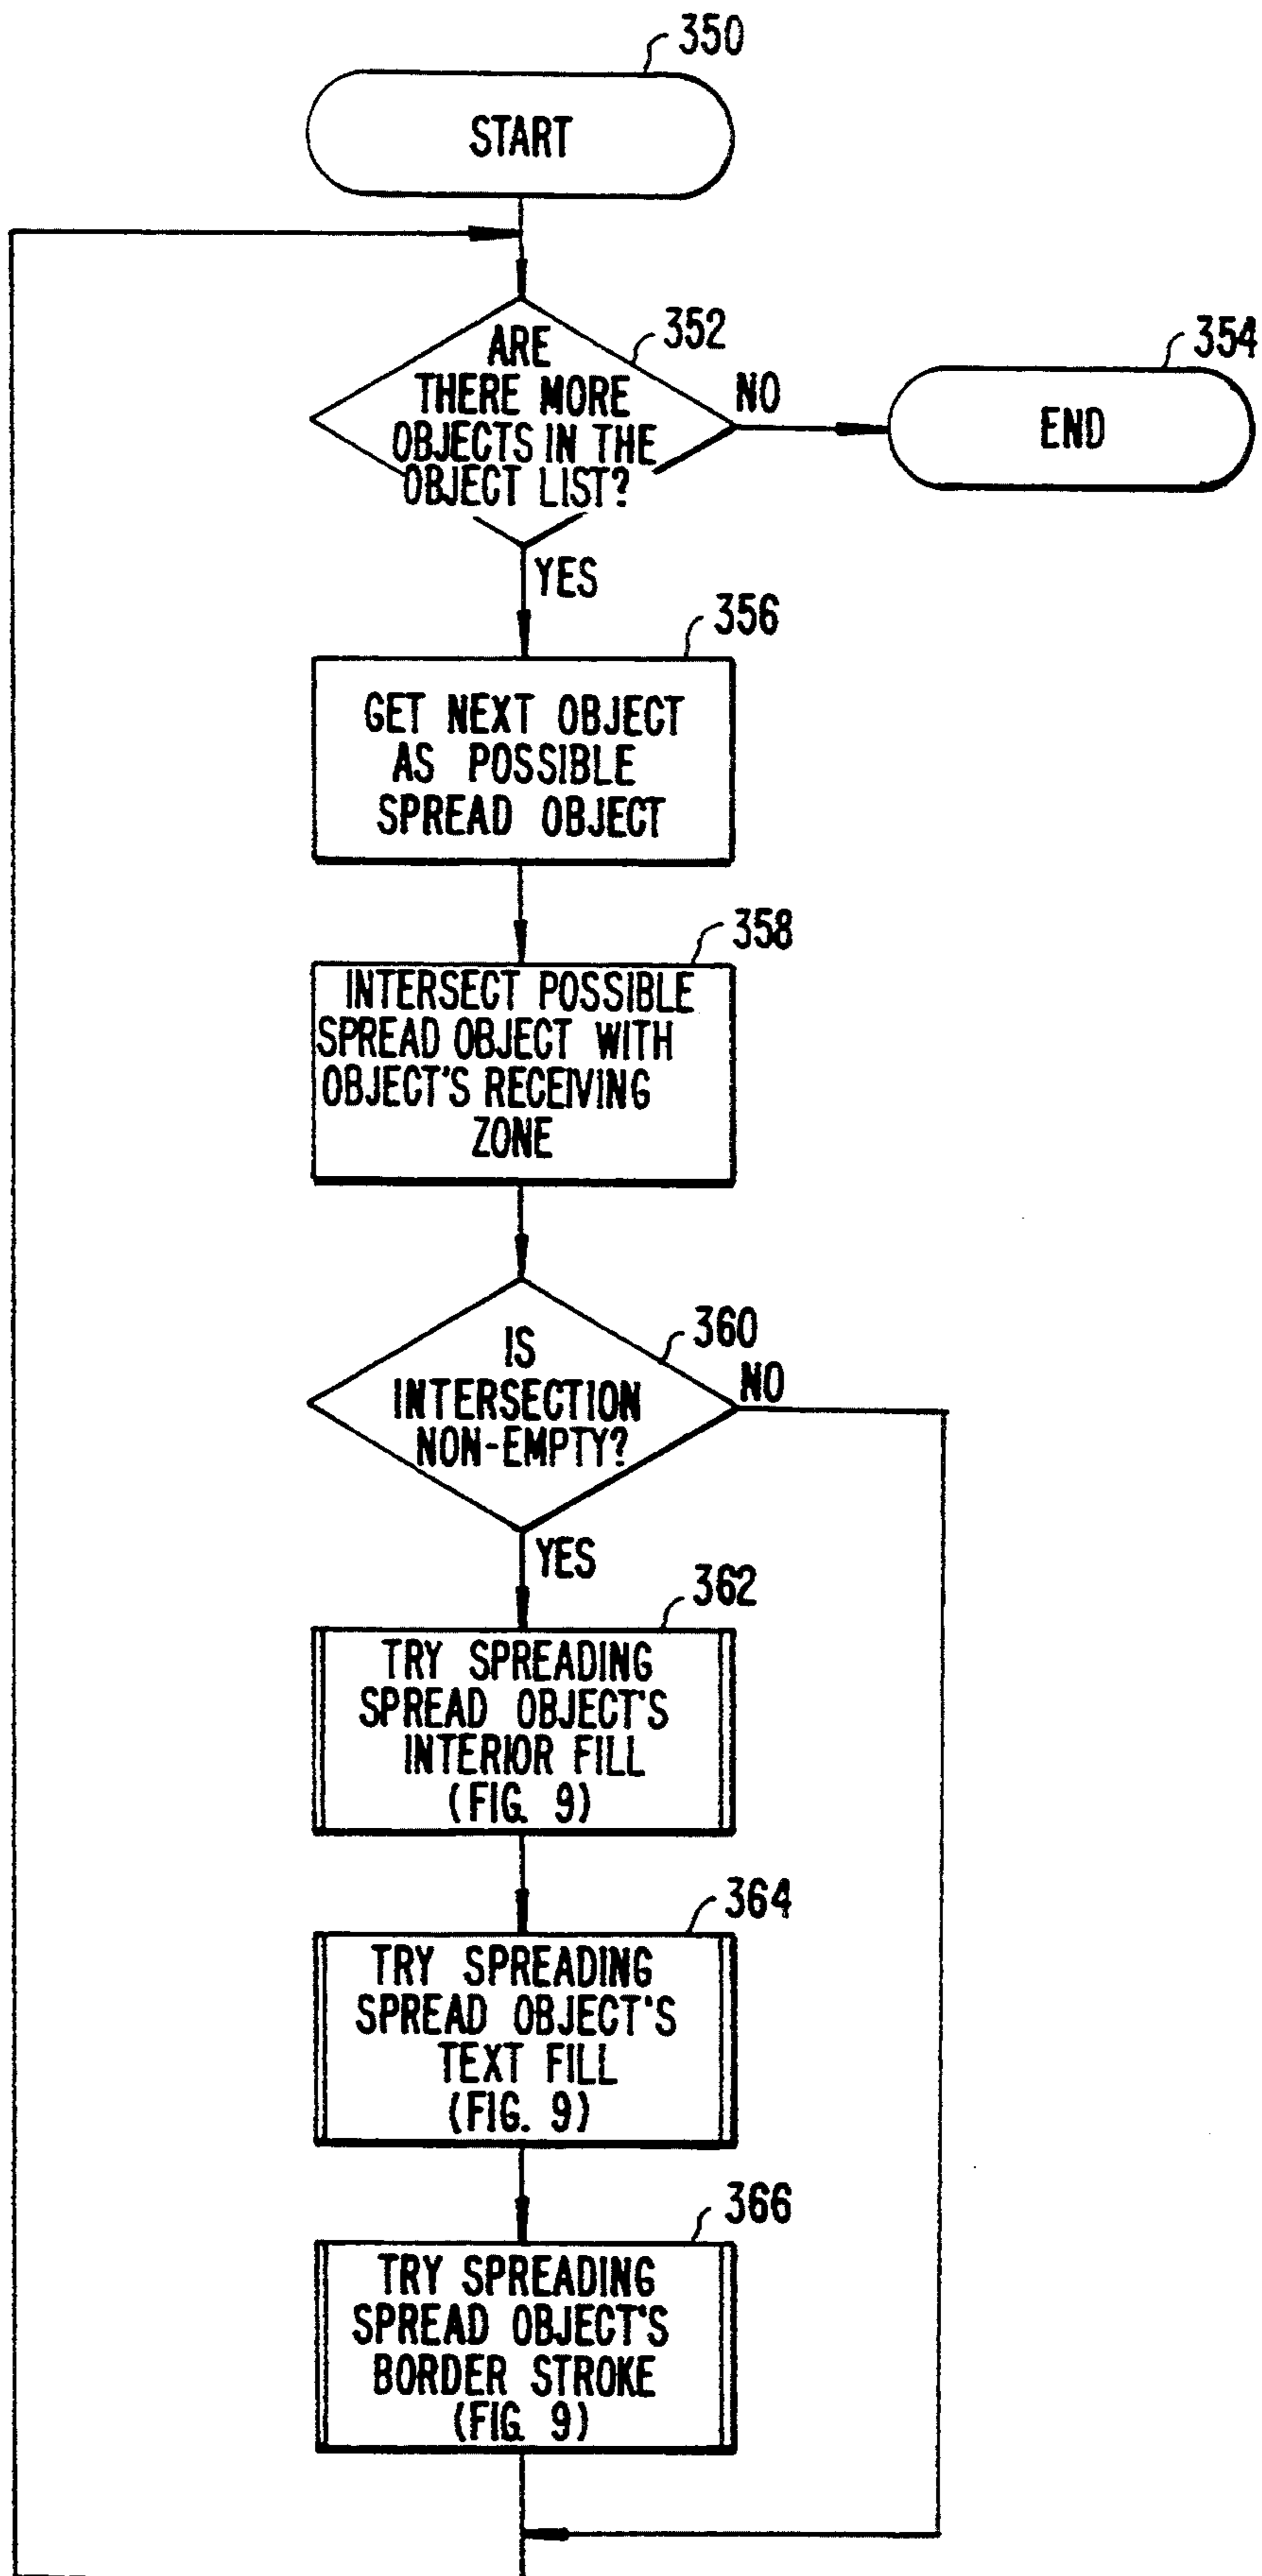 350
START
352
ARE
THERE MORE
OBJECTS IN THE
OBJECT LIST?
NO
354
END
YES
356
GET NEXT OBJECT
AS POSSIBLE
SPREAD OBJECT
358
INTERSECT POSSIBLE
SPREAD OBJECT WITH
OBJECT'S RECEIVING
ZONE
360
IS
INTERSECTION
NON-EMPTY?
NO
YES
362
TRY SPREADING
SPREAD OBJECT'S
INTERIOR FILL
(FIG. 9)
364
TRY SPREADING
SPREAD OBJECT'S
TEXT FILL
(FIG. 9)
366
TRY SPREADING
SPREAD OBJECT'S
BORDER STROKE
(FIG. 9)